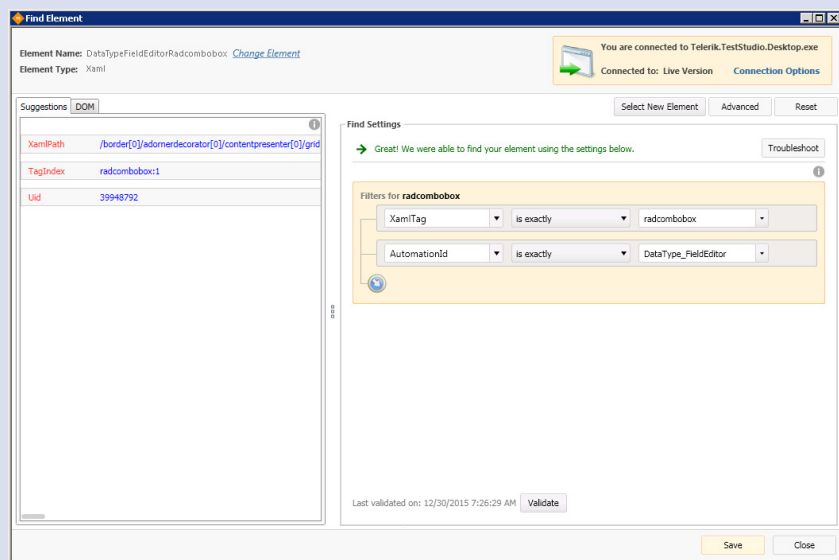 Find Element
Element Name: DataTypeFieldEditorRadcombobox Change Element
Element Type: Xaml
You are connected to Telerik.TestStudio.Desktop.exe
Connected to: Live Version Connection Options
Suggestions DOM
Select New Element Advanced Reset
XamlPath /border[0]/adornerdecorator[0]/contentpresenter[0]/grid
TagIndex radcombobox:1
Uid 39948792
Find Settings
Great! We were able to find your element using the settings below. Troubleshoot
Filters for radcombobox
XamlTag is exactly radcombobox
AutomationId is exactly DataType_FieldEditor
Last validated on: 12/30/2015 7:26:29 AM Validate
Save Close